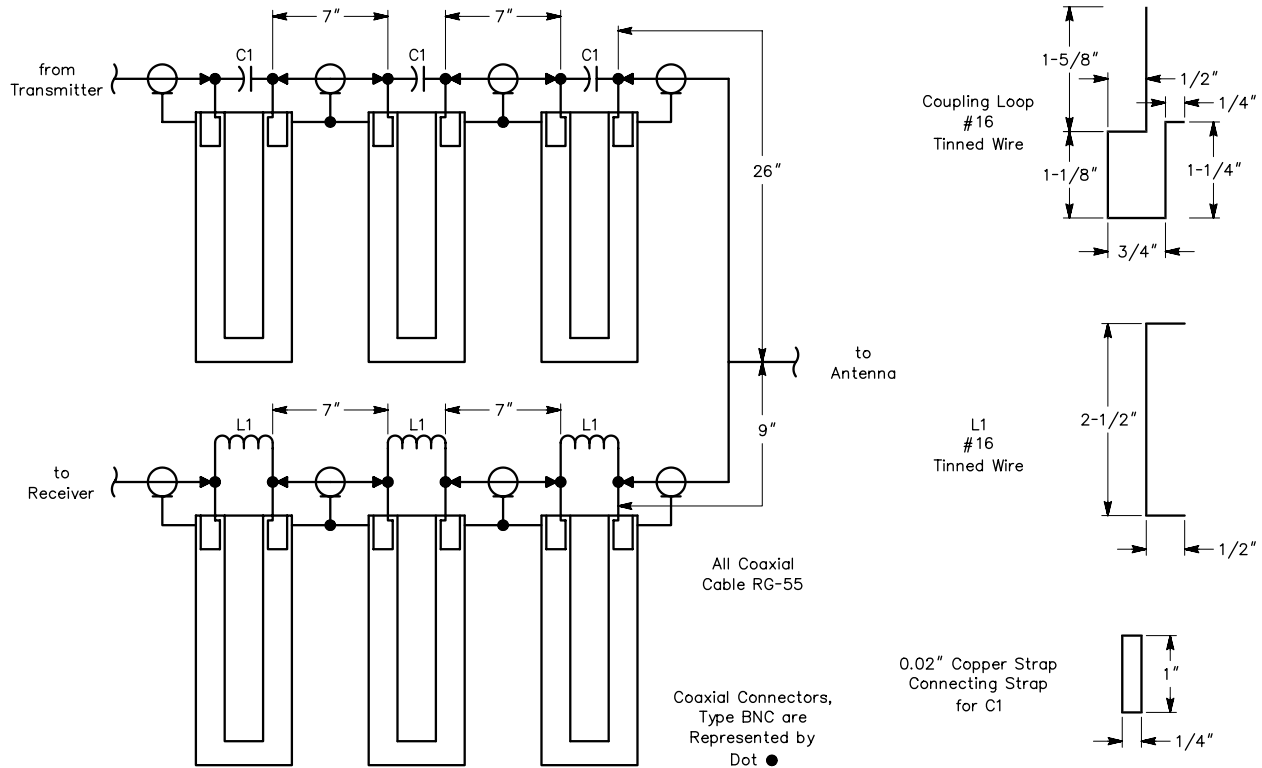 7″
7″
C1
C1
C1
from
Transmitter
26″
to
Antenna
7″
7″
L1
L1
L1
9″
to
Receiver
All Coaxial
Cable RG-55
Coaxial Connectors,
Type BNC are
Represented by
Dot ●
1-5/8″
1/2″
1/4″
Coupling Loop
#16
Tinned Wire
1-1/8″
1-1/4″
3/4″
L1
#16
Tinned Wire
2-1/2″
1/2″
0.02″ Copper Strap
Connecting Strap
for C1
1″
1/4″